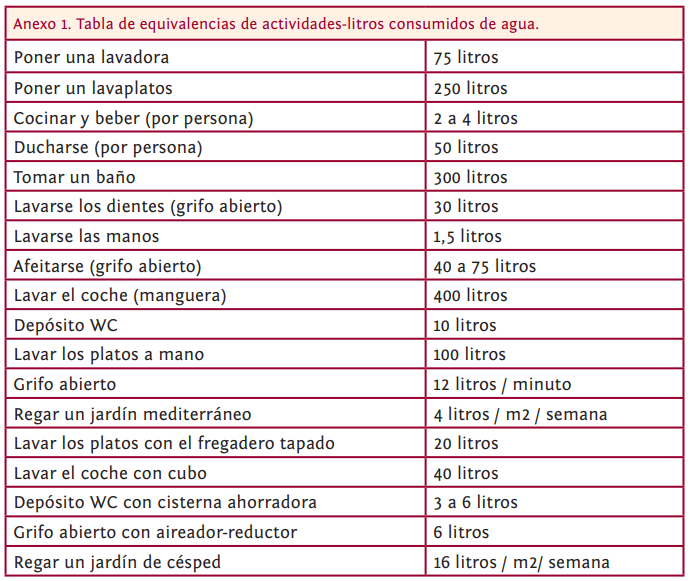 Anexo 1. Tabla de equivalencias de actividades-litros consumidos de agua.
Poner una lavadora 75 litros
Poner un lavaplatos 250 litros
Cocinar y beber (por persona) 2 a 4 litros
Ducharse (por persona) 50 litros
Tomar un baño 300 litros
Lavarse los dientes (grifo abierto) 30 litros
Lavarse las manos 1,5 litros
Afeitarse (grifo abierto) 40 a 75 litros
Lavar el coche (manguera) 400 litros
Depósito WC 10 litros
Lavar los platos a mano 100 litros
Grifo abierto 12 litros / minuto
Regar un jardín mediterráneo 4 litros / m2 / semana
Lavar los platos con el fregadero tapado 20 litros
Lavar el coche con cubo 40 litros
Depósito WC con cisterna ahorradora 3 a 6 litros
Grifo abierto con aireador-reductor 6 litros
Regar un jardín de césped 16 litros / m2/ semana